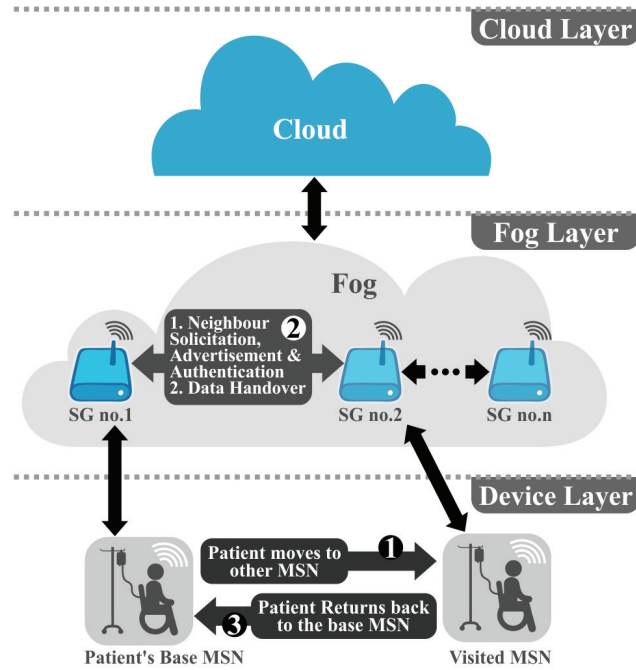 Cloud Layer
Cloud
Fog Layer
Fog
1. Neighbour
Solicitation,
Advertisement &
Authentication
2. Data Handover
2
SG no.1
SG no.2
SG no.n
Device Layer
Patient moves to
other MSN
1
Patient Returns back
to the base MSN
3
Patient's Base MSN
Visited MSN